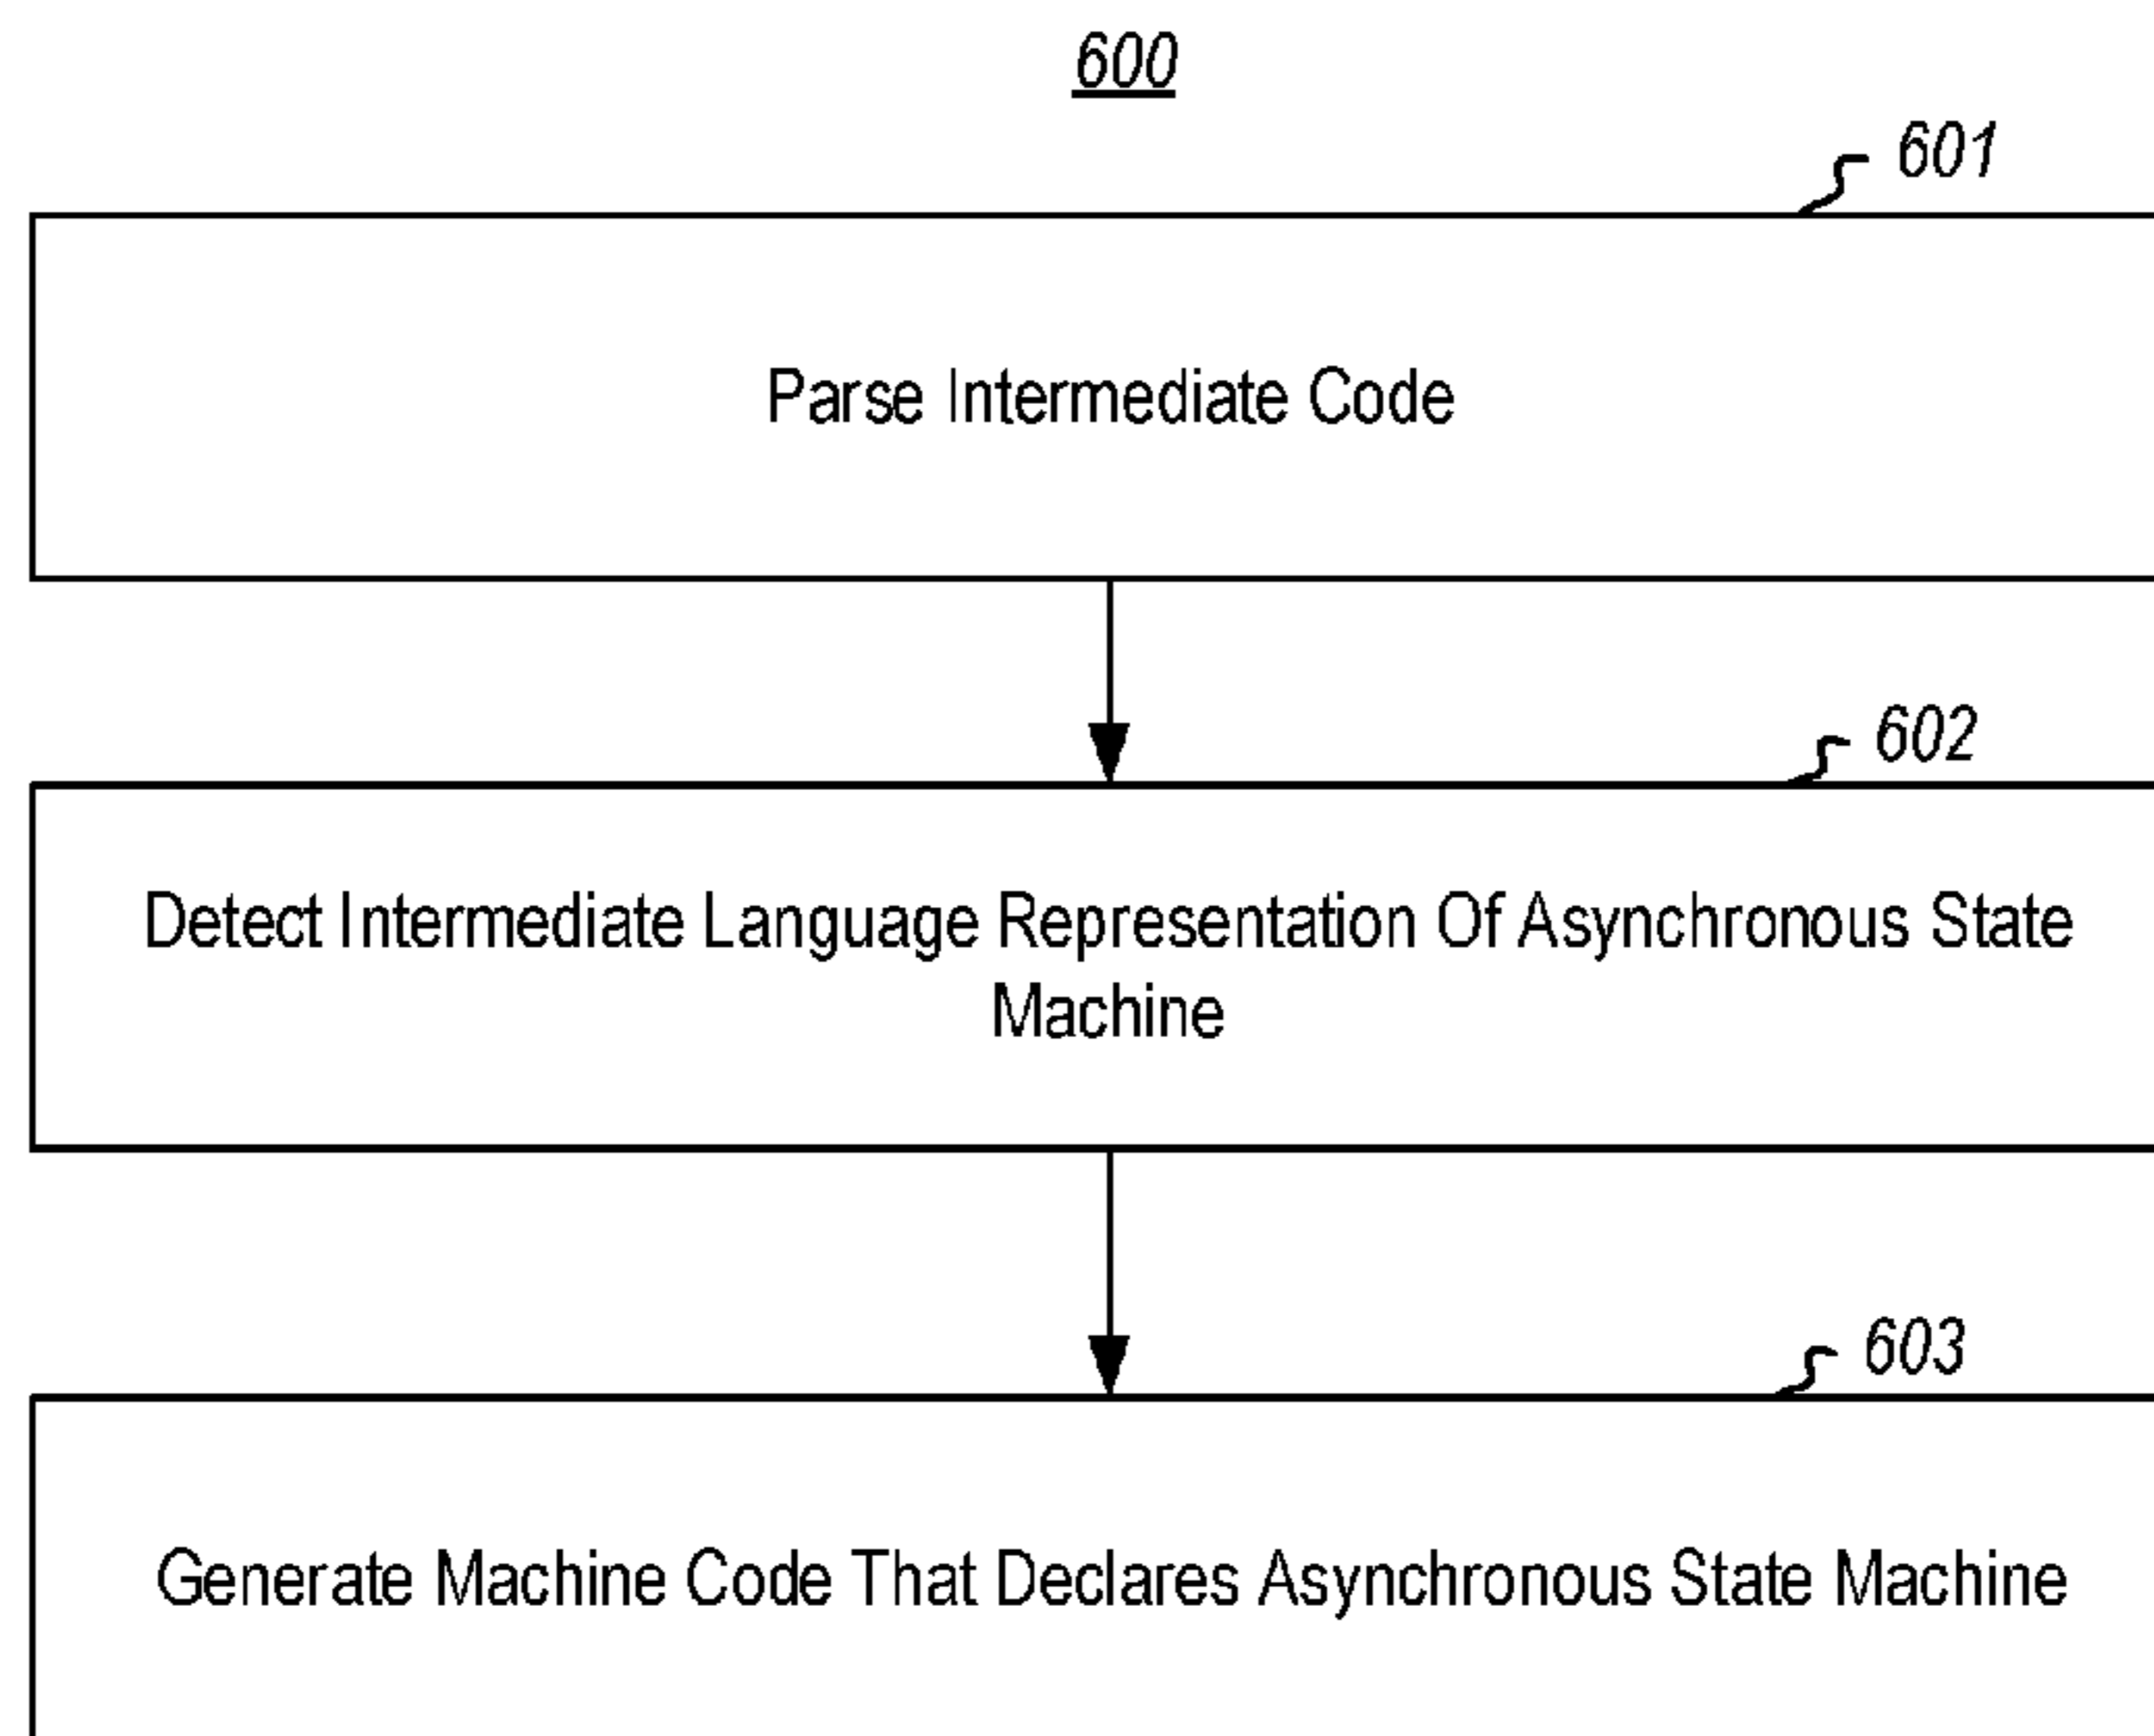 600
601
Parse Intermediate Code
602
Detect Intermediate Language Representation Of Asynchronous State
Machine
603
Generate Machine Code That Declares Asynchronous State Machine